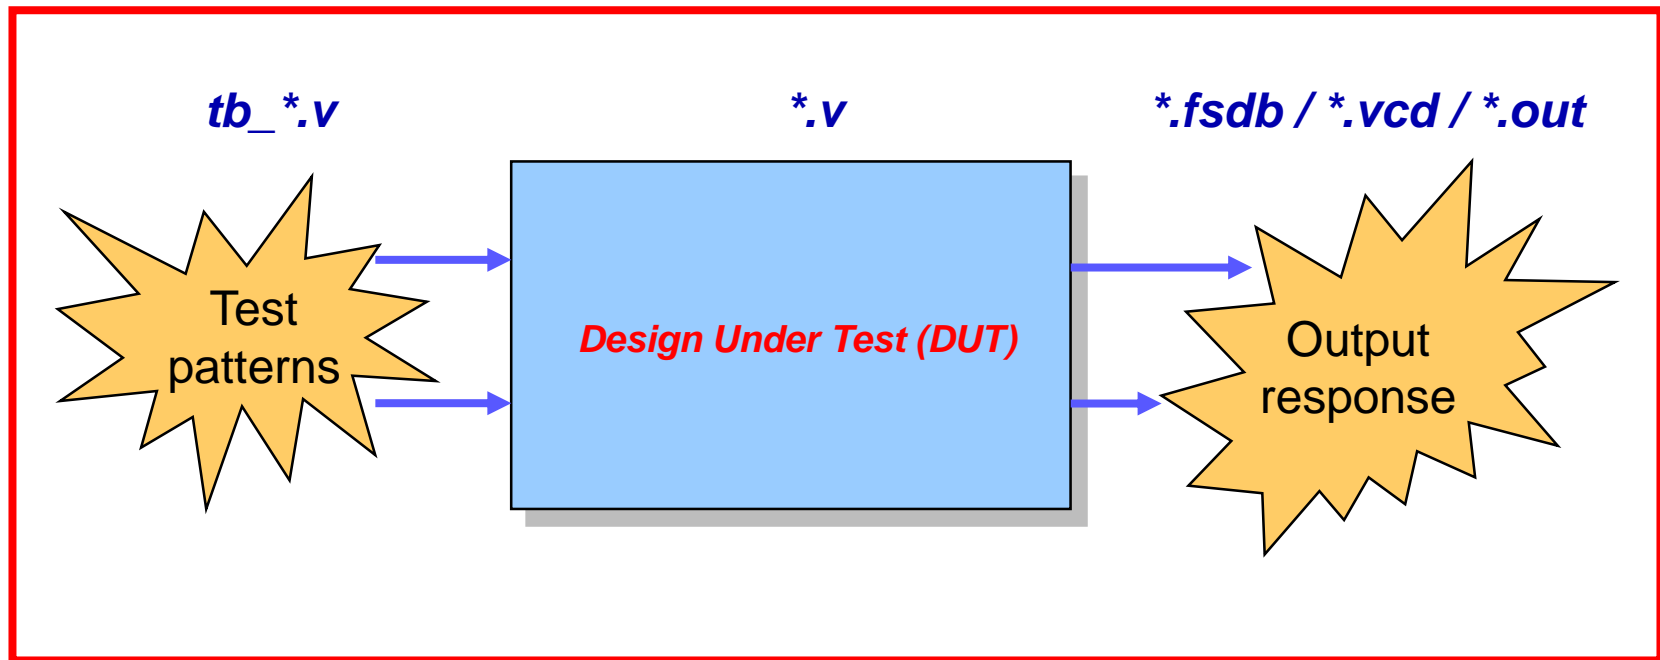 tb_*.v
*.v
*.fsdb / *.vcd / *.out
Test
patterns
Design Under Test (DUT)
Output
response